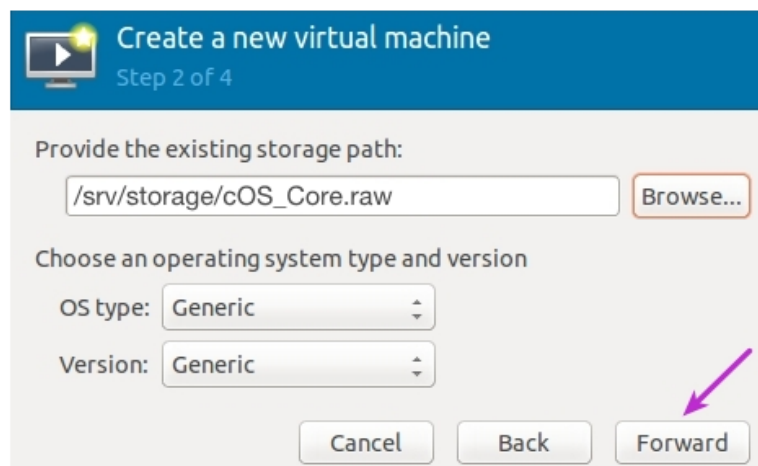 Create a new virtual machine
Step 2 of 4
Provide the existing storage path:
/srv/storage/cOS_Core.raw Browse...
Choose an operating system type and version
OS type: Generic
Version: Generic
Cancel Back Forward